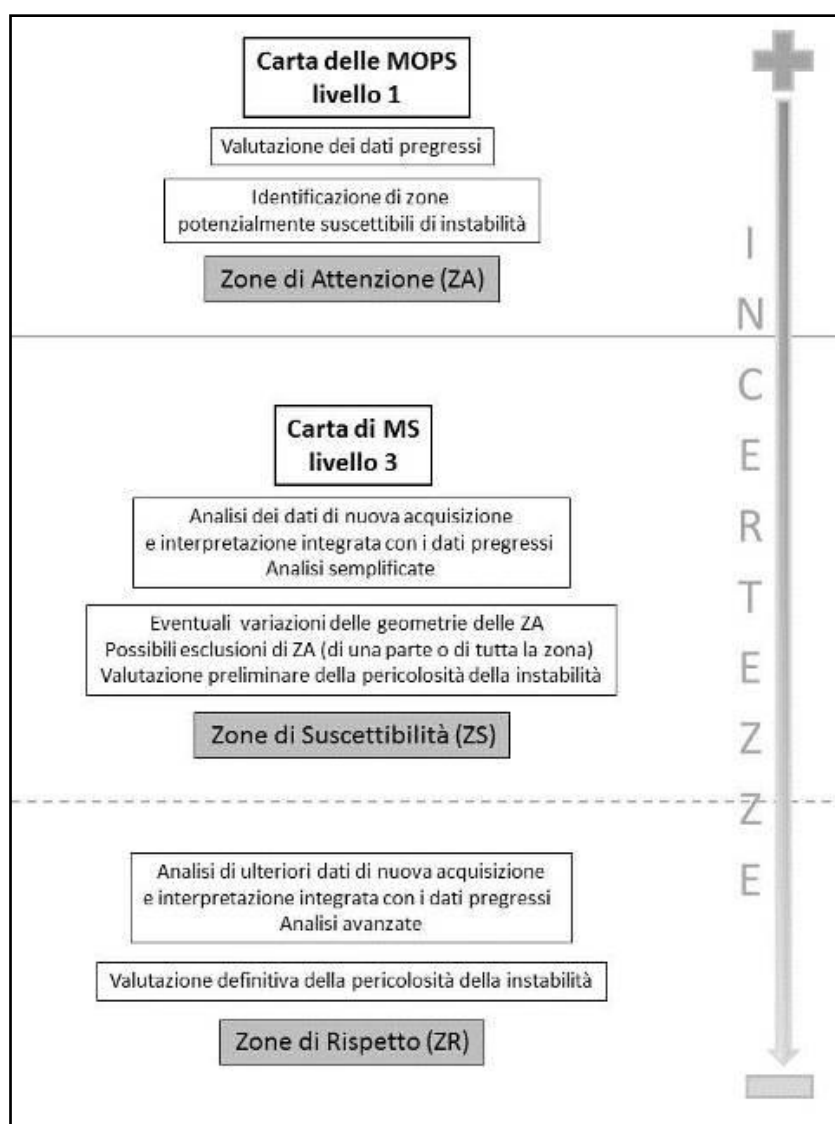 Carta delle MOPS
livello 1
Valutazione dei dati pregressi
Identificazione di zone
potenzialmente suscettibili di instabilità
Zone di Attenzione (ZA)
Carta di MS
livello 3
Analisi dei dati di nuova acquisizione
e interpretazione integrata con i dati pregressi
Analisi semplificate
Eventuali variazioni delle geometrie delle ZA
Possibili esclusioni di ZA (di una parte o di tutta la zona)
Valutazione preliminare della pericolosità della instabilità
Zone di Suscettibilità (ZS)
Analisi di ulteriori dati di nuova acquisizione
e interpretazione integrata con i dati pregressi
Analisi avanzate
Valutazione definitiva della pericolosità della instabilità
Zone di Rispetto (ZR)
INCERTEZZE